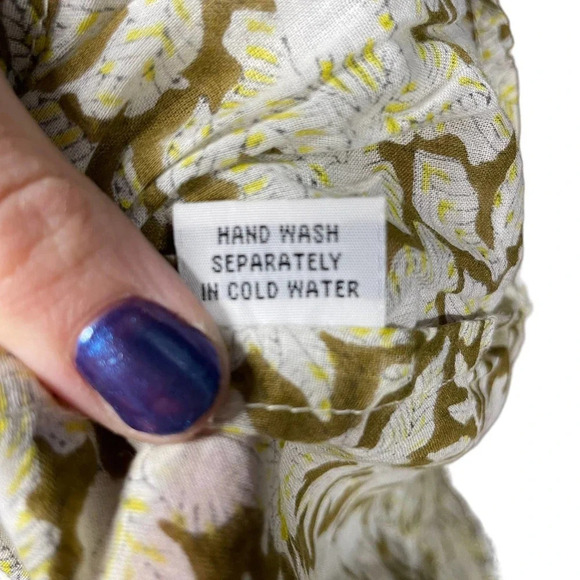 HAND WASH
SEPARATELY
IN COLD WATER